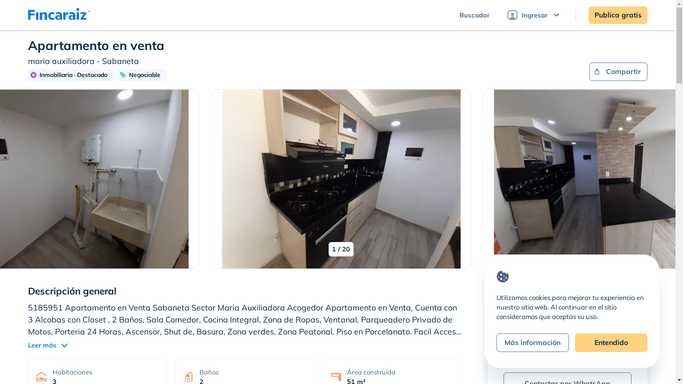 Fincaraiz
Buscador
Ingresar
Publica gratis
Apartamento en venta
maria auxiliadora - Sabaneta
Inmobiliaria · Destacado
Negociable
Compartir
1 / 20
Descripción general
5185951 Apartamento en Venta Sabaneta Sector Maria Auxiliadora Acogedor Apartamento en Venta, Cuenta con
3 Alcobas con Closet , 2 Baños, Sala Comedor, Cocina Integral, Zona de Ropas, Ventanal, Parqueadero Privado de
Motos, Porteria 24 Horas, Ascensor, Shut de, Basura, Zona verdes, Zona Peatonal, Piso en Porcelanato. Facil Acces...
Leer más
Habitaciones
3
Baños
2
Área construida
51 m²
Utilizamos cookies para mejorar tu experiencia en
nuestro sitio web. Al continuar en el sitio
consideramos que aceptas su uso.
Más información
Entendido
Contactar por WhatsApp